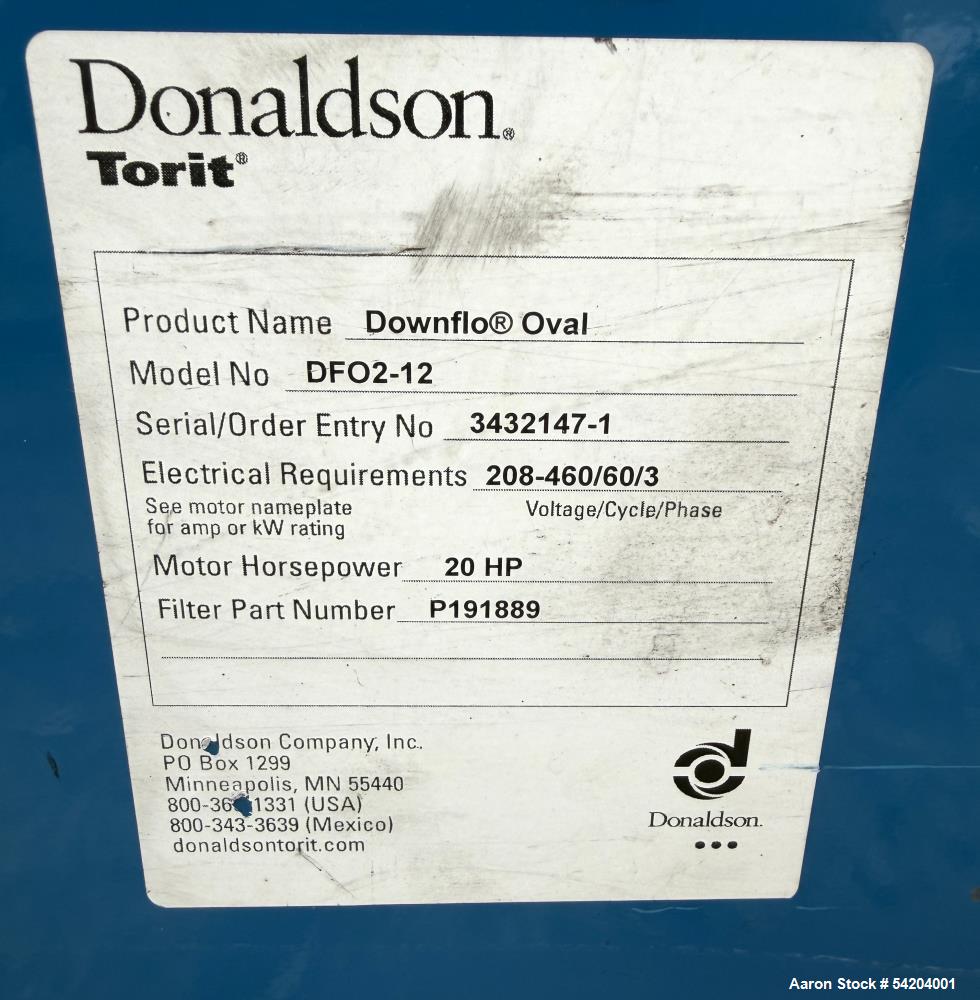 Donaldson®
Torit®
Product Name Downflo® Oval
Model No DFO2-12
Serial/Order Entry No 3432147-1
Electrical Requirements 208-460/60/3
See motor nameplate Voltage/Cycle/Phase
for amp or kW rating
Motor Horsepower 20 HP
Filter Part Number P191889
Donaldson Company, Inc.
PO Box 1299
Minneapolis, MN 55440
(USA)
800-343-3639 (Mexico)
donaldsontorit.com
Donaldson.
Aaron Stock # 54204001